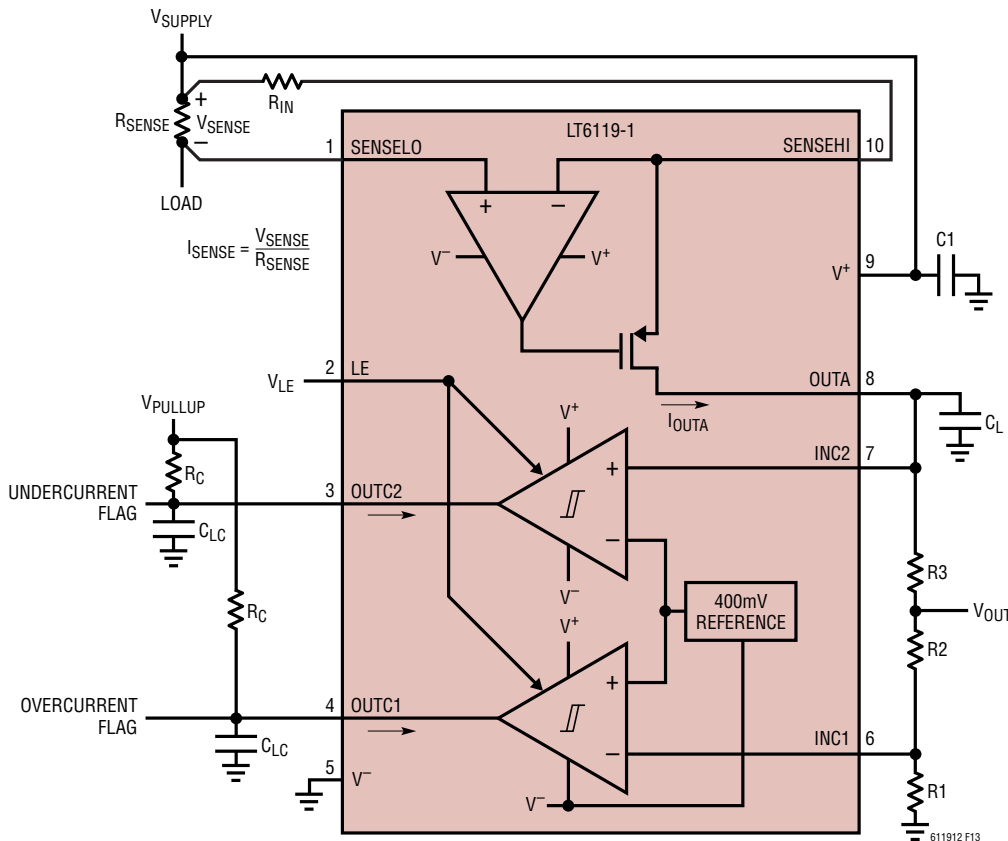 VSUPPLY
RIN
+
RSENSE
VSENSE
−
LT6119-1
1
SENSELO
SENSEHI
10
LOAD
+
−
ISENSE = VSENSE
RSENSE
V−
V+
C1
V+
9
2
LE
VLE
OUTA
8
IOUTA
CL
VPULLUP
V+
INC2
7
RC
+
UNDERCURRENT
FLAG
3
OUTC2
CLC
−
V−
R3
400mV
REFERENCE
VOUT
RC
V+
R2
+
OVERCURRENT
FLAG
4
OUTC1
−
INC1
6
CLC
5
V−
V−
R1
611912 F13